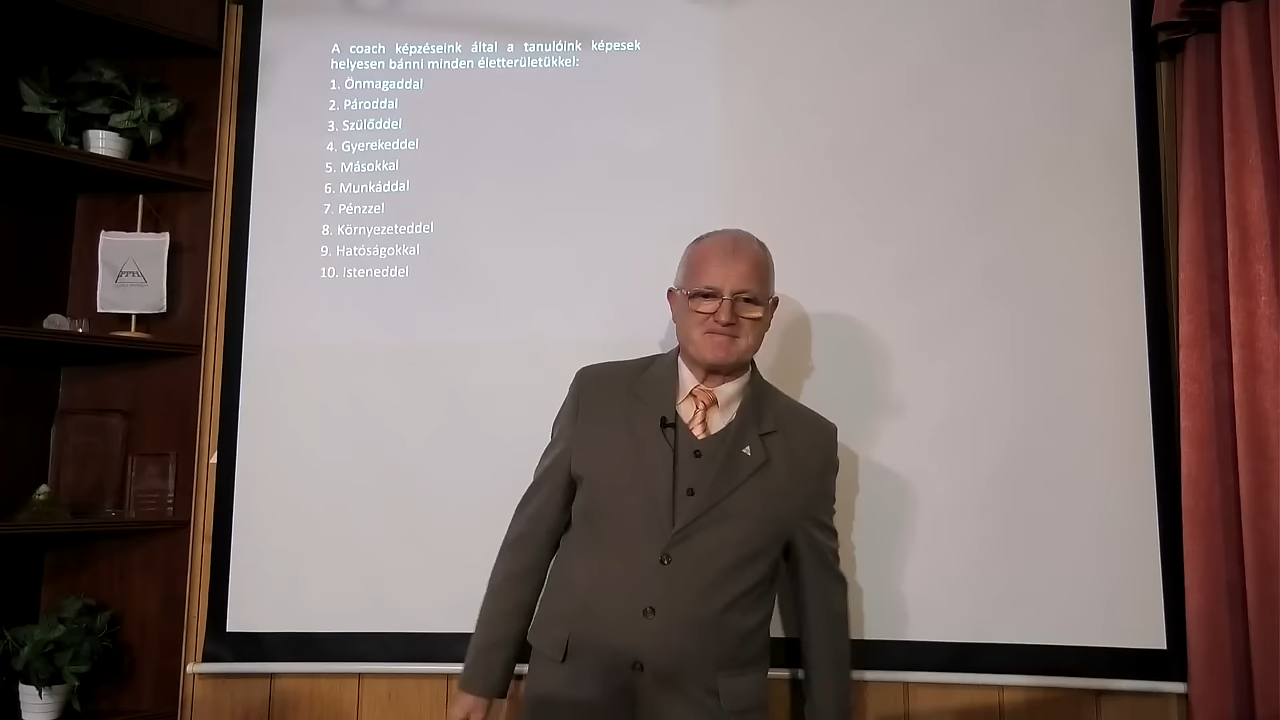 A coach képzéseink által a tanulóink képesek
helyesen bánni minden életterületükkel:
1. Önmagaddal
2. Pároddal
3. Szülőddel
4. Gyerekeddel
5. Másokkal
6. Munkáddal
7. Pénzzel
8. Környezeteddel
9. Hatóságokkal
10. Isteneddel